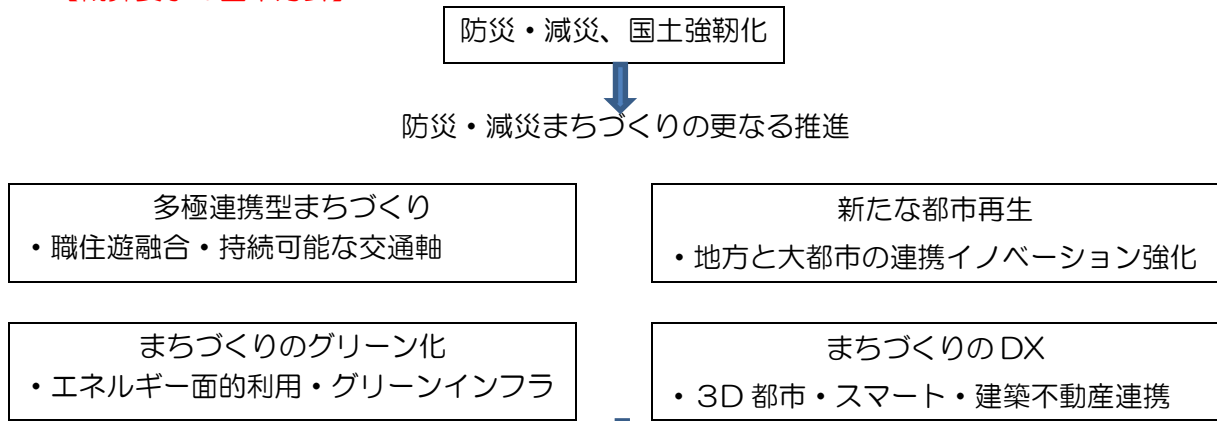 防災・減災、国土強靭化
防災・減災まちづくりの更なる推進
多極連携型まちづくり
・職住遊融合・持続可能な交通軸
新たな都市再生
・地方と大都市の連携イノベーション強化
まちづくりのグリーン化
・エネルギー面的利用・グリーンインフラ
まちづくりのDX
・3D都市・スマート・建築不動産連携